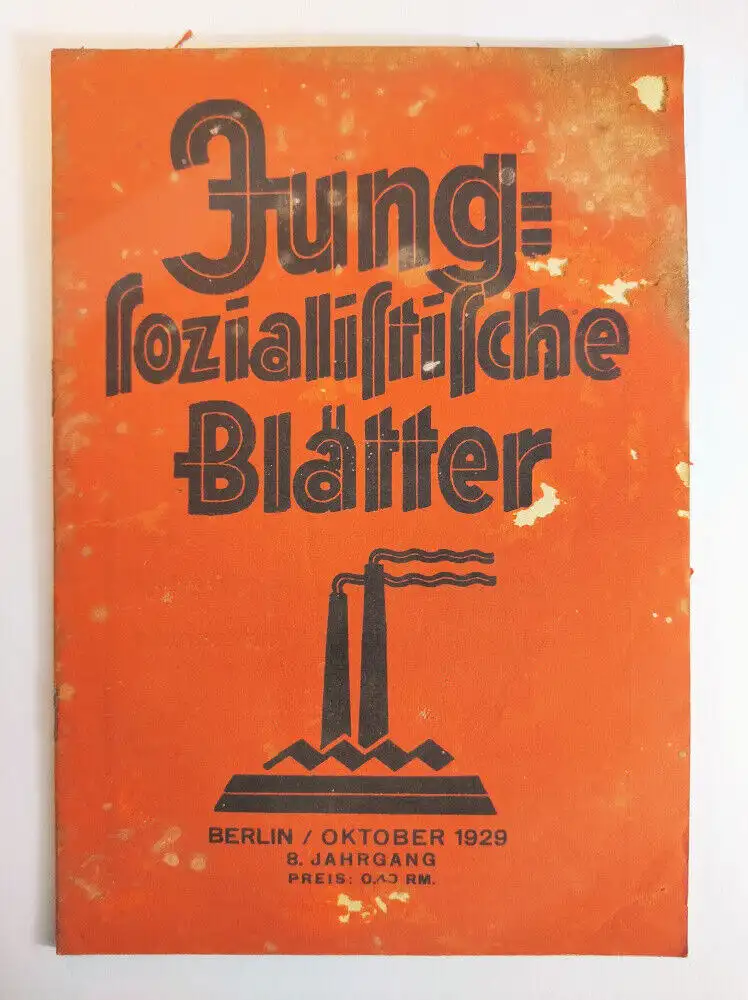 Jung=
ſozialiſtiſche
Blätter
BERLIN / OKTOBER 1929
8. JAHRGANG
PREIS: RM.